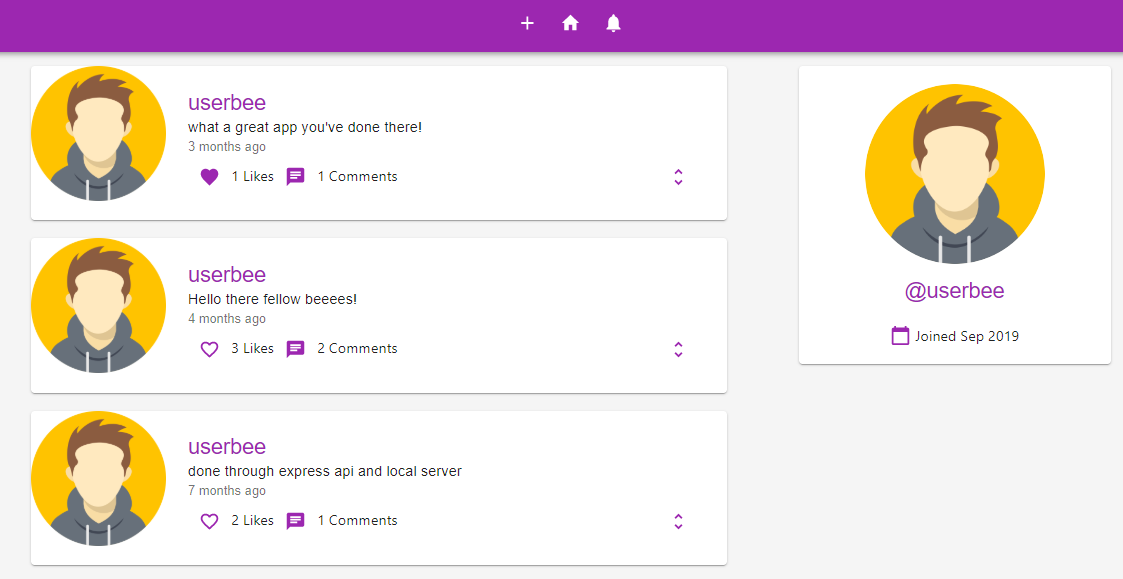 userbee
what a great app you've done there!
3 months ago
1 Likes 1 Comments
userbee
Hello there fellow beeees!
4 months ago
3 Likes 2 Comments
userbee
done through express api and local server
7 months ago
2 Likes 1 Comments
@userbee
Joined Sep 2019